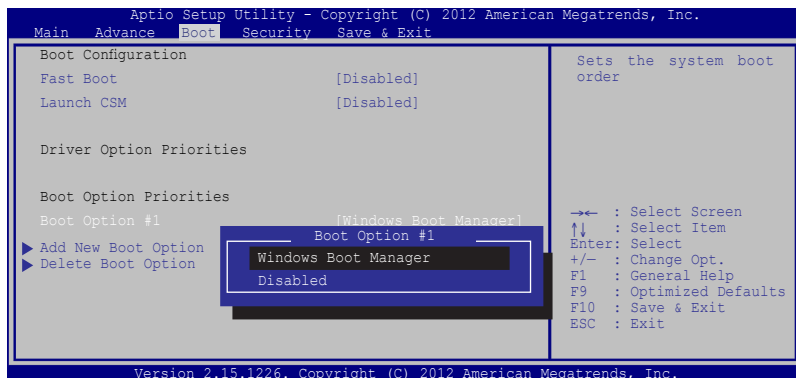 Aptio Setup Utility - Copyright (C) 2012 American Megatrends, Inc.
Main Advance Boot Security Save & Exit
Boot Configuration
Fast Boot [Disabled]
Launch CSM [Disabled]
Driver Option Priorities
Boot Option Priorities
Boot Option #1 [Windows Boot Manager]
Add New Boot Option
Delete Boot Option
Boot Option #1
Windows Boot Manager
Disabled
Sets the system boot
order
→← : Select Screen
↑↓ : Select Item
Enter: Select
+/— : Change Opt.
F1 : General Help
F9 : Optimized Defaults
F10 : Save & Exit
ESC : Exit
Version 2.15.1226. Copyright (C) 2012 American Megatrends, Inc.